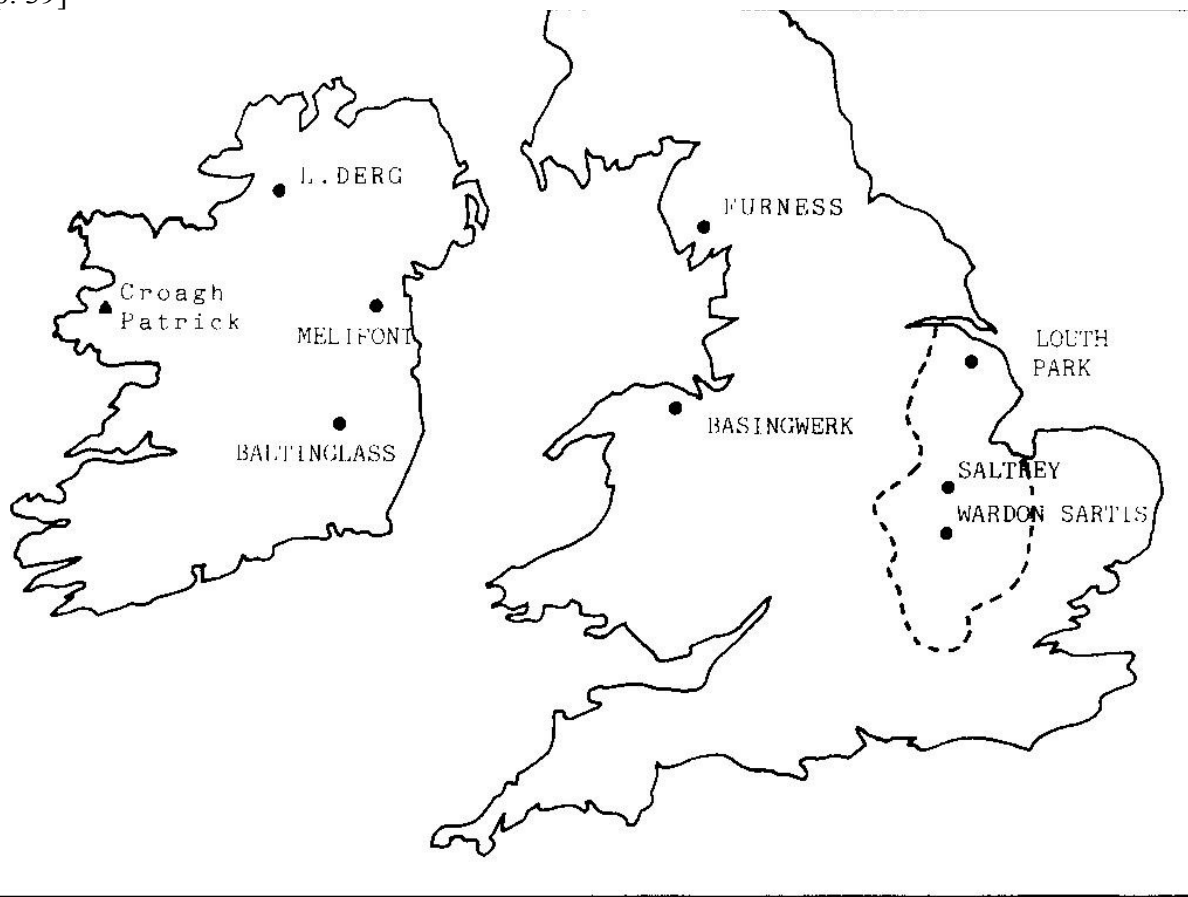 L.DERG
FURNESS
Croagh
Patrick
MELIFONT
LOUTH
PARK
BASINGWERK
BALTINGLASS
SALTREY
WARDON SARTIS